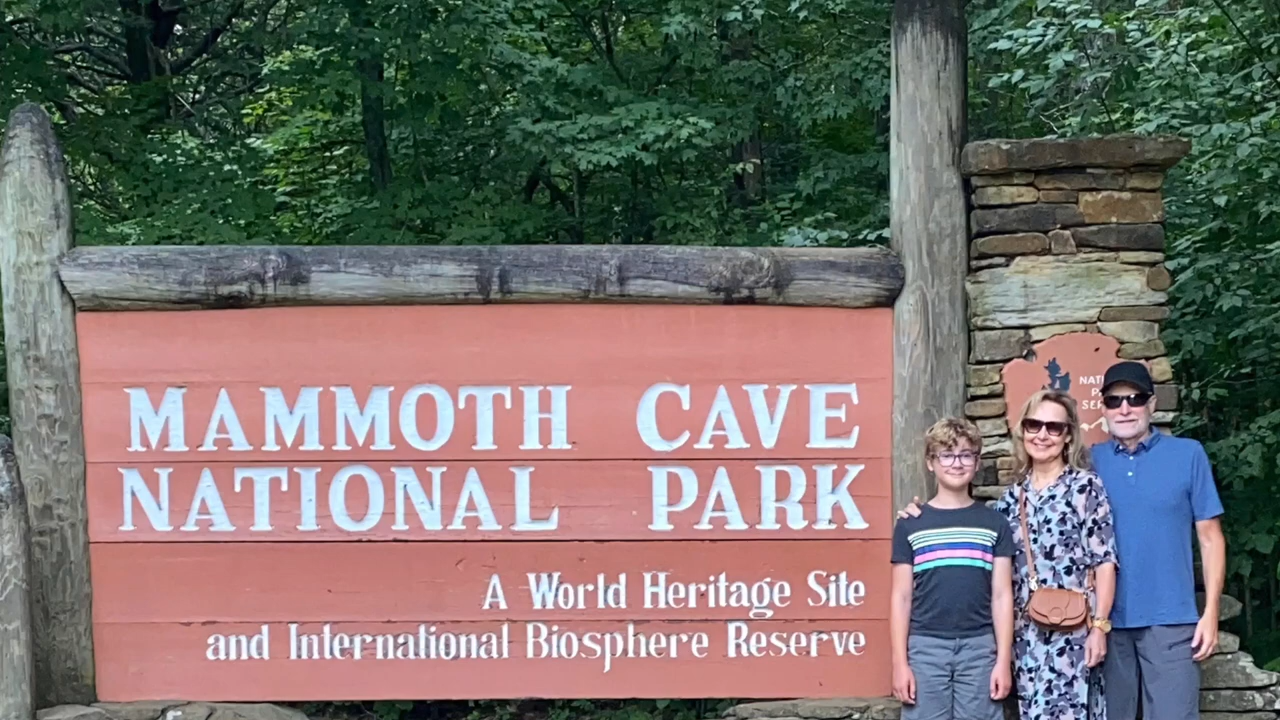 MAMMOTH CAVE
NATIONAL PARK
A World Heritage Site
and International Biosphere Reserve